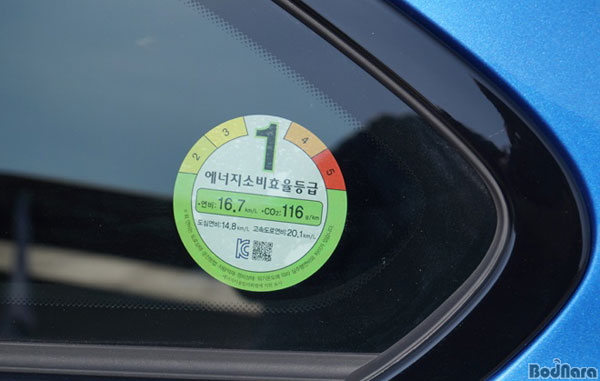 2 3 1 4 5
에너지소비효율등급
•연비: 16.7 km/L •CO₂: 116 g/km
도심연비: 14.8 km/L 고속도로연비: 20.1 km/L
BodNara